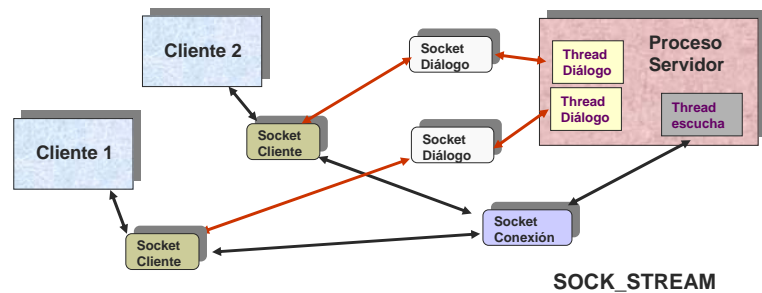 Cliente 2
Socket
Diálogo
Proceso
Servidor
Thread
Diálogo
Thread
Diálogo
Thread
escucha
Cliente 1
Socket
Cliente
Socket
Diálogo
Socket
Cliente
Socket
Conexión
SOCK_STREAM